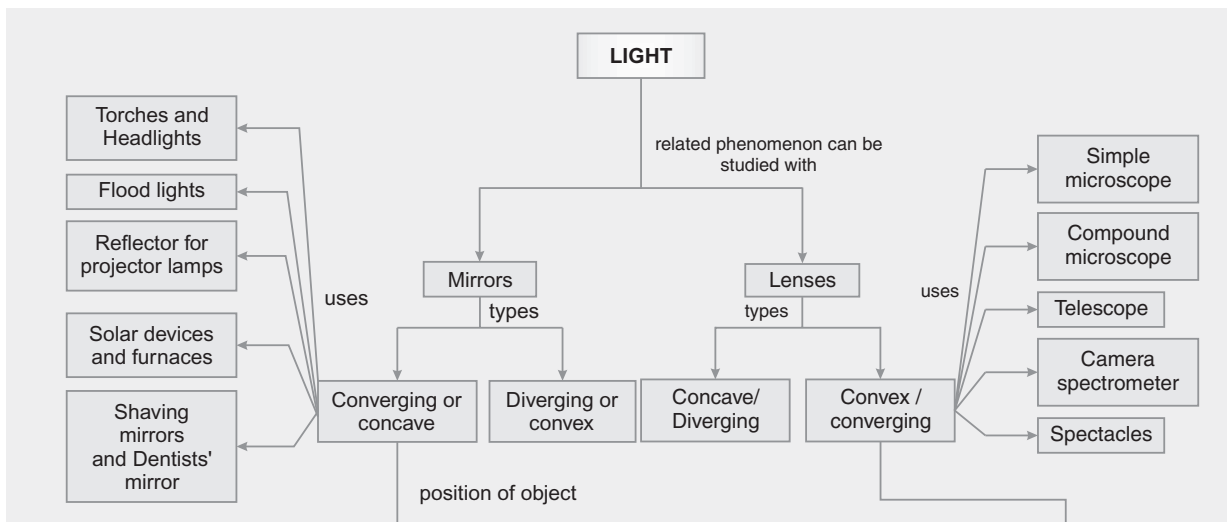 LIGHT
related phenomenon can be
studied with
Torches and
Headlights
Flood lights
Reflector for
projector lamps
Solar devices
and furnaces
Shaving
mirrors
and Dentists'
mirror
uses
Mirrors
types
Converging or
concave
Diverging or
convex
position of object
Lenses
types
Concave/
Diverging
Convex /
converging
uses
Simple
microscope
Compound
microscope
Telescope
Camera
spectrometer
Spectacles